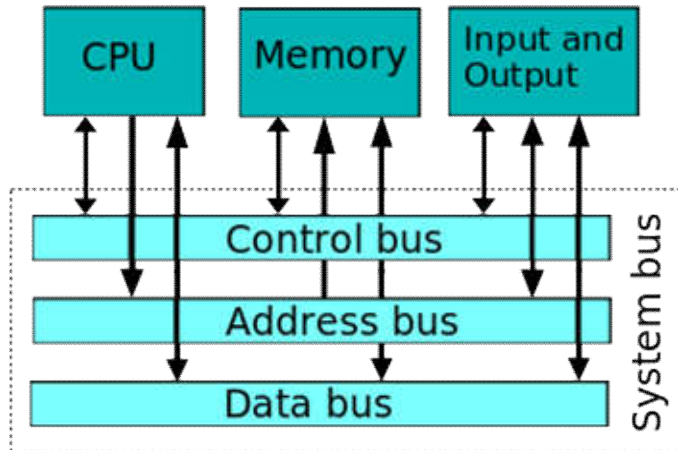 CPU
Memory
Input and
Output
Control bus
Address bus
Data bus
System bus